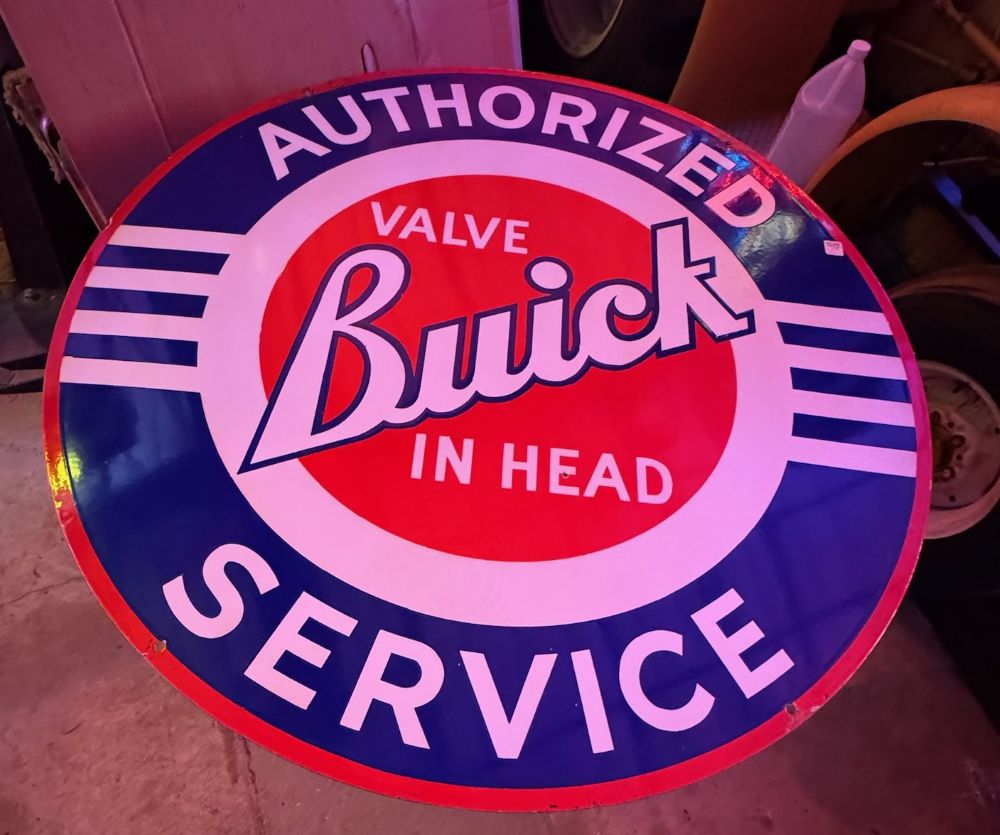 AUTHORIZED
VALVE
Buick
IN HEAD
SERVICE